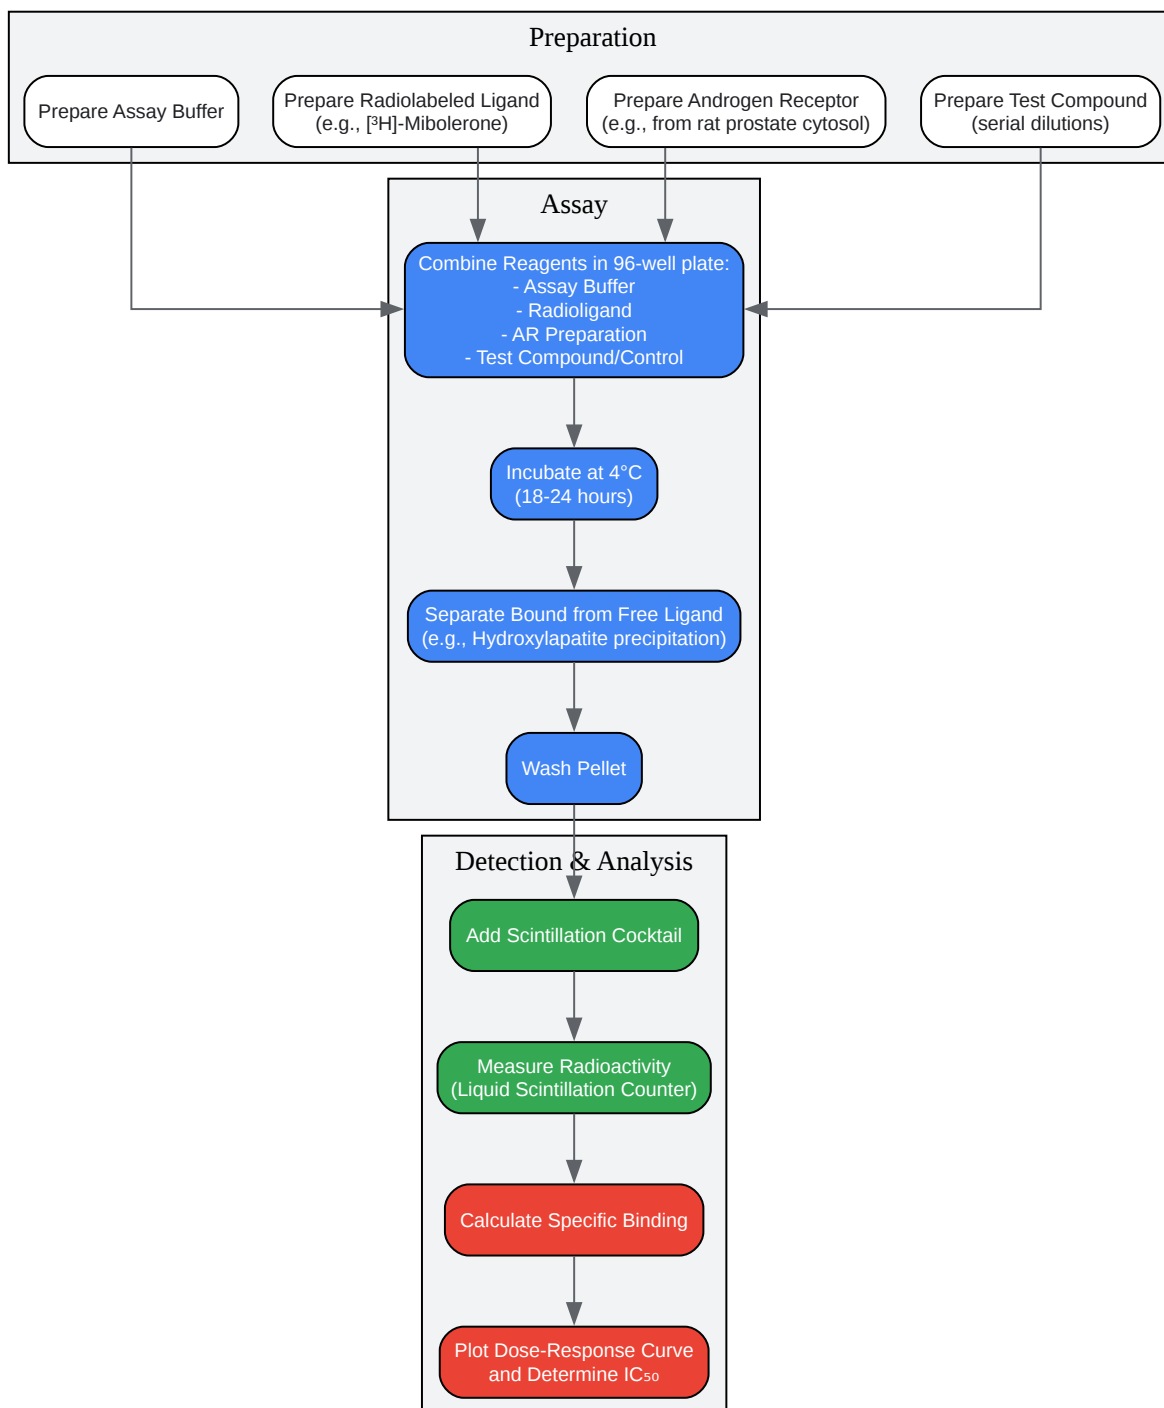 Preparation
Prepare Assay Buffer
Prepare Radiolabeled Ligand
(e.g., [³H]-Mibolerone)
Prepare Androgen Receptor
(e.g., from rat prostate cytosol)
Prepare Test Compound
(serial dilutions)
Assay
Combine Reagents in 96-well plate:
- Assay Buffer
- Radioligand
- AR Preparation
- Test Compound/Control
Incubate at 4°C
(18-24 hours)
Separate Bound from Free Ligand
(e.g., Hydroxylapatite precipitation)
Wash Pellet
Detection & Analysis
Add Scintillation Cocktail
Measure Radioactivity
(Liquid Scintillation Counter)
Calculate Specific Binding
Plot Dose-Response Curve
and Determine IC₅₀